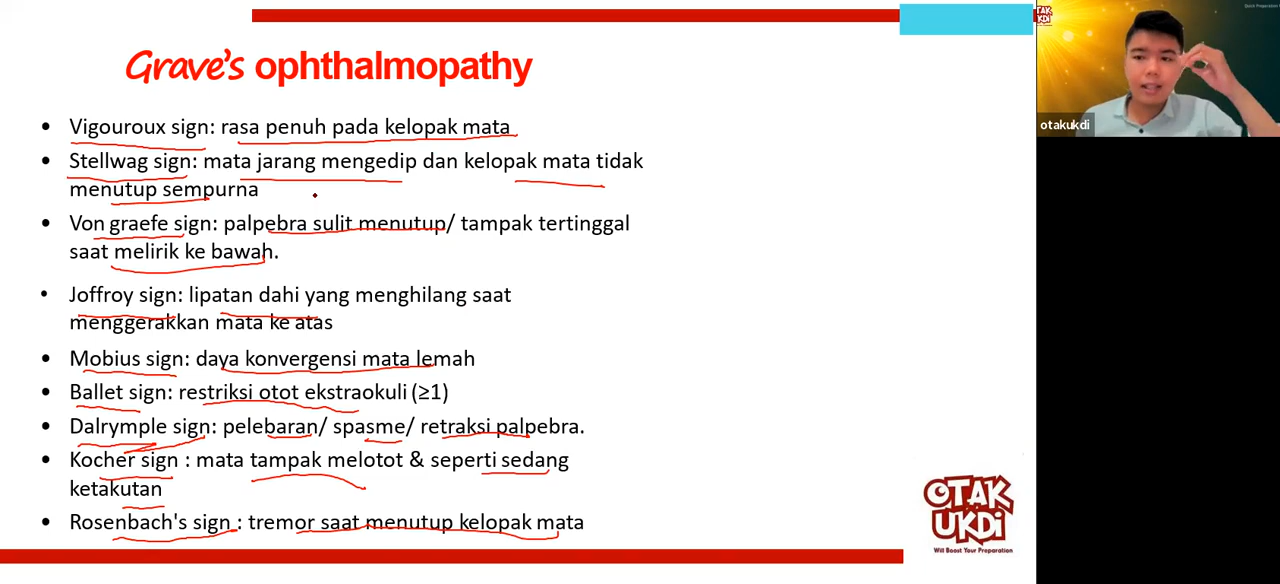 Grave's ophthalmopathy
• Vigouroux sign: rasa penuh pada kelopak mata
• Stellwag sign: mata jarang mengedip dan kelopak mata tidak
menutup sempurna
• Von graefe sign: palpebra sulit menutup/ tampak tertinggal
saat melirik ke bawah.
• Joffroy sign: lipatan dahi yang menghilang saat
menggerakkan mata ke atas
• Mobius sign: daya konvergensi mata lemah
• Ballet sign: restriksi otot ekstraokuli (≥1)
• Dalrymple sign: pelebaran/ spasme/ retraksi palpebra.
• Kocher sign : mata tampak melotot & seperti sedang
ketakutan
• Rosenbach's sign : tremor saat menutup kelopak mata
OTAK
UKDI
Will Boost Your Preparation
OTAK
UKDI
otakukdi